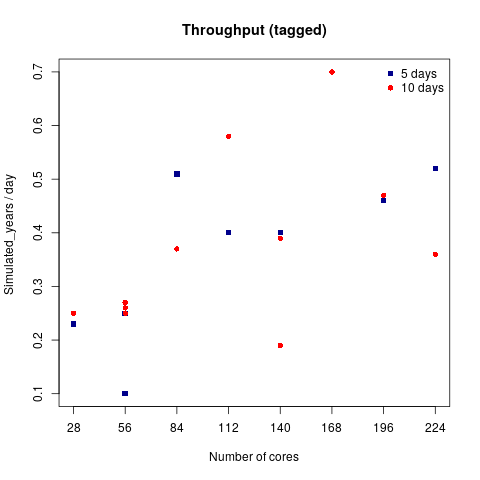 Throughput (tagged)
5 days
10 days
0.7
0.6
0.5
0.4
0.3
0.2
0.1
Simulated_years / day
28 56 84 112 140 168 196 224
Number of cores